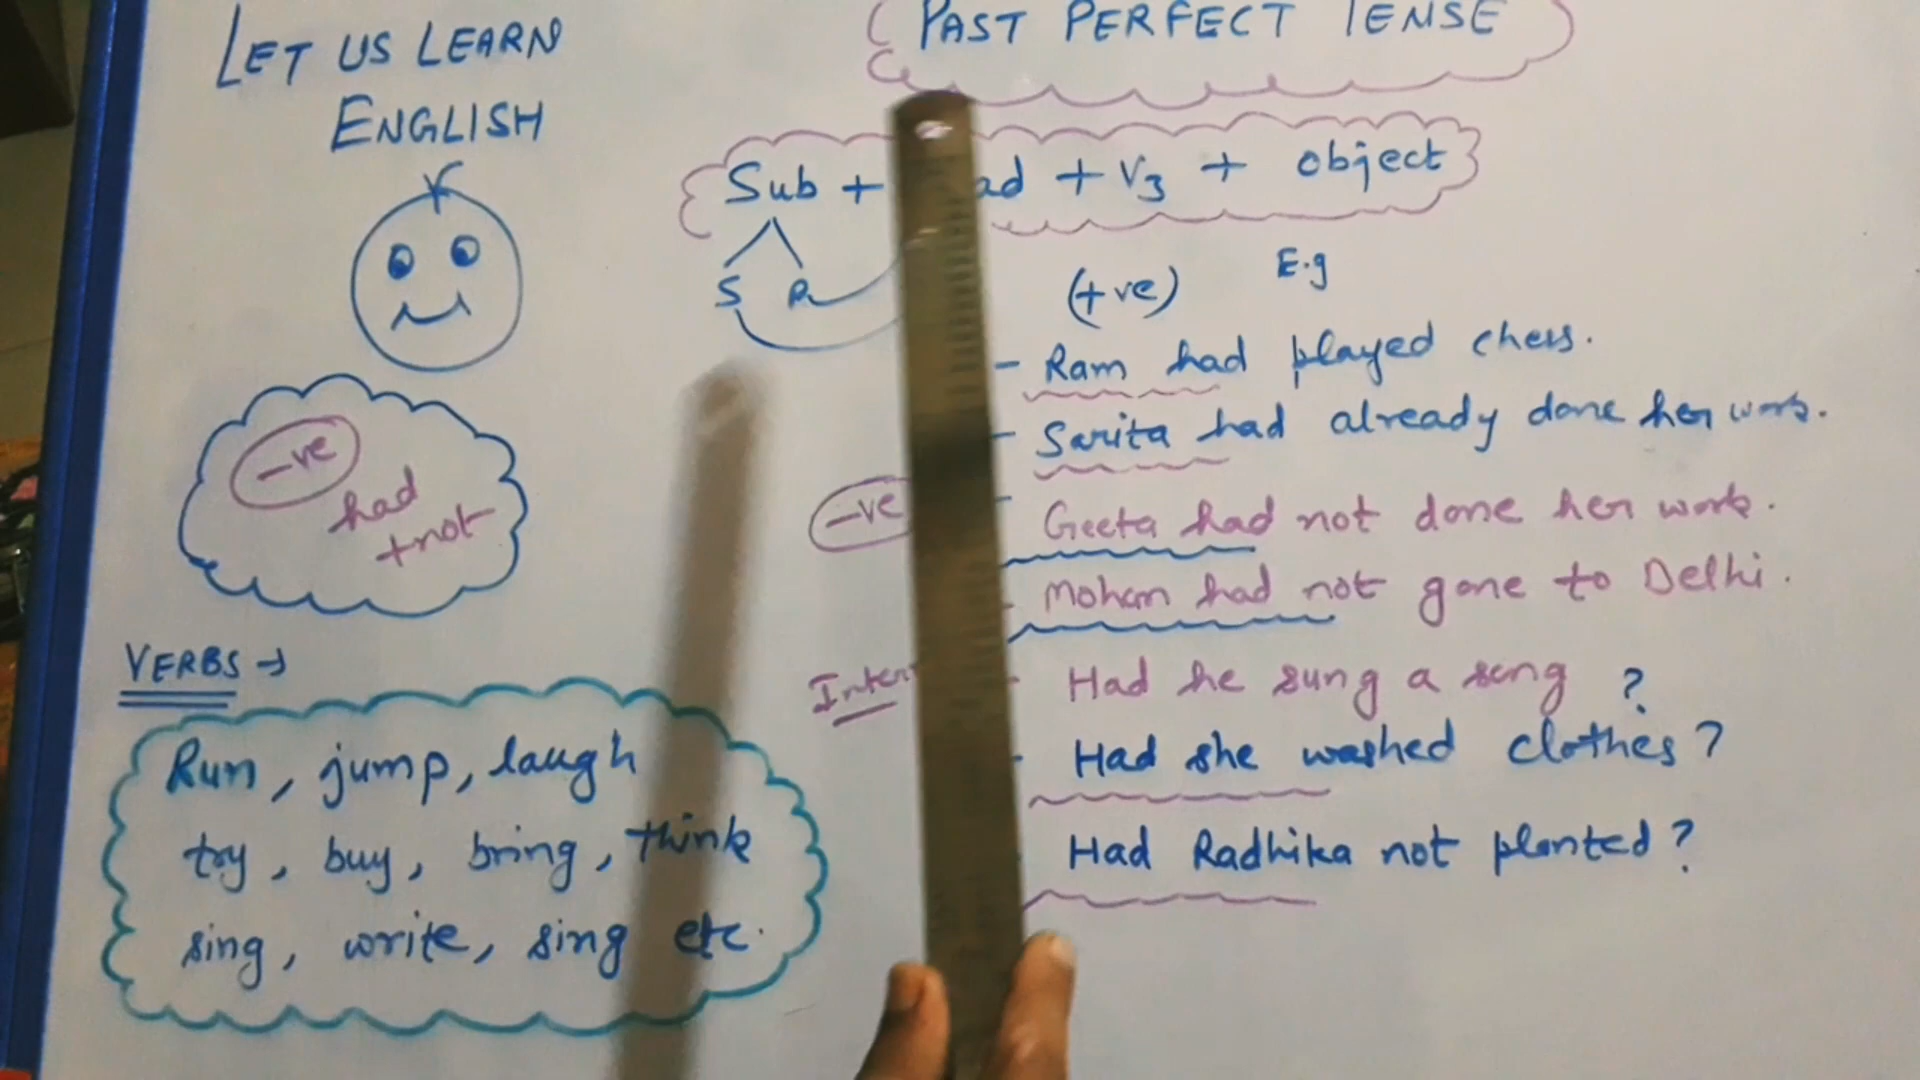 LET US LEARN
ENGLISH
PAST PERFECT TENSE
Sub + ad + V3 + object
S P
(+ve) E.g
- Ram had played chess.
- Sarita had already done her work.
-ve
- Geeta had not done her work.
- Mohan had not gone to Delhi.
Inter
- Had he sung a song ?
- Had she washed clothes?
Had Radhika not planted?
-ve
had
+not
VERBS →
Run, jump, laugh
try, buy, bring, think
sing, write, sing etc.